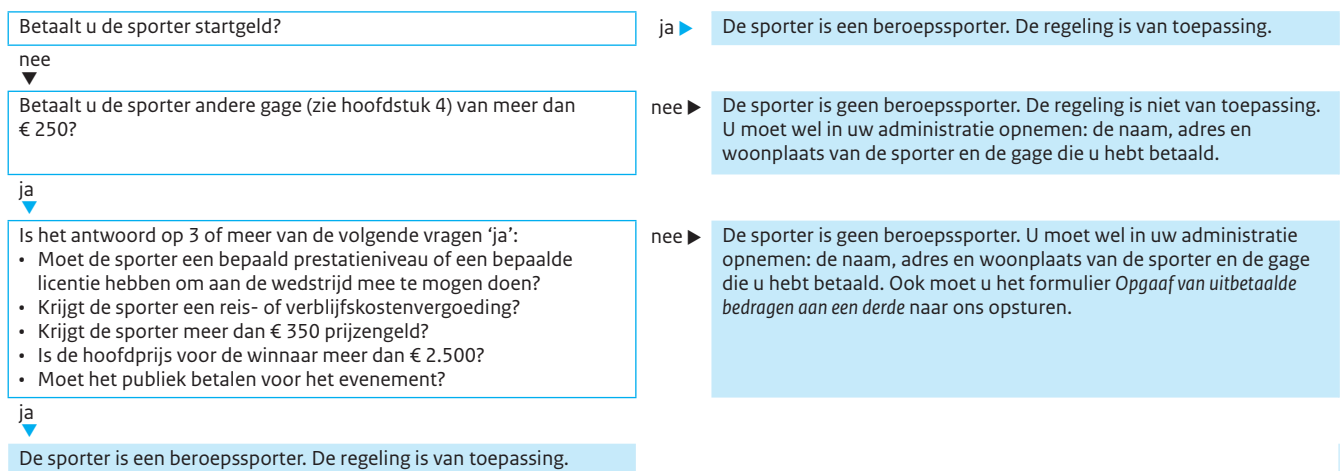 Betaalt u de sporter startgeld?
ja ▶ De sporter is een beroepssporter. De regeling is van toepassing.
nee
▼
Betaalt u de sporter andere gage (zie hoofdstuk 4) van meer dan
€ 250?
nee ▶ De sporter is geen beroepssporter. De regeling is niet van toepassing.
U moet wel in uw administratie opnemen: de naam, adres en
woonplaats van de sporter en de gage die u hebt betaald.
ja
▼
Is het antwoord op 3 of meer van de volgende vragen ‘ja’:
• Moet de sporter een bepaald prestatieniveau of een bepaalde
licentie hebben om aan de wedstrijd mee te mogen doen?
• Krijgt de sporter een reis- of verblijfskostenvergoeding?
• Krijgt de sporter meer dan € 350 prijzengeld?
• Is de hoofdprijs voor de winnaar meer dan € 2.500?
• Moet het publiek betalen voor het evenement?
nee ▶ De sporter is geen beroepssporter. U moet wel in uw administratie
opnemen: de naam, adres en woonplaats van de sporter en de gage
die u hebt betaald. Ook moet u het formulier Opgaaf van uitbetaalde
bedragen aan een derde naar ons opsturen.
ja
▼
De sporter is een beroepssporter. De regeling is van toepassing.